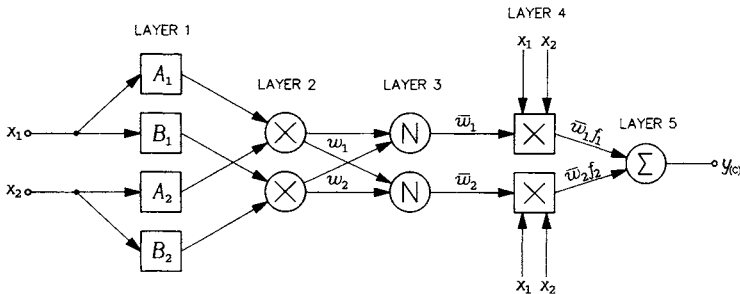 LAYER 4
LAYER 1
x₁ x₂
A₁
LAYER 2 LAYER 3
LAYER 5
x₁
B₁
×
w₁
N
w̅₁
×
w̅₁f₁
Σ
y(c)
x₂
A₂
×
w₂
N
w̅₂
×
w̅₂f₂
B₂
x₁ x₂